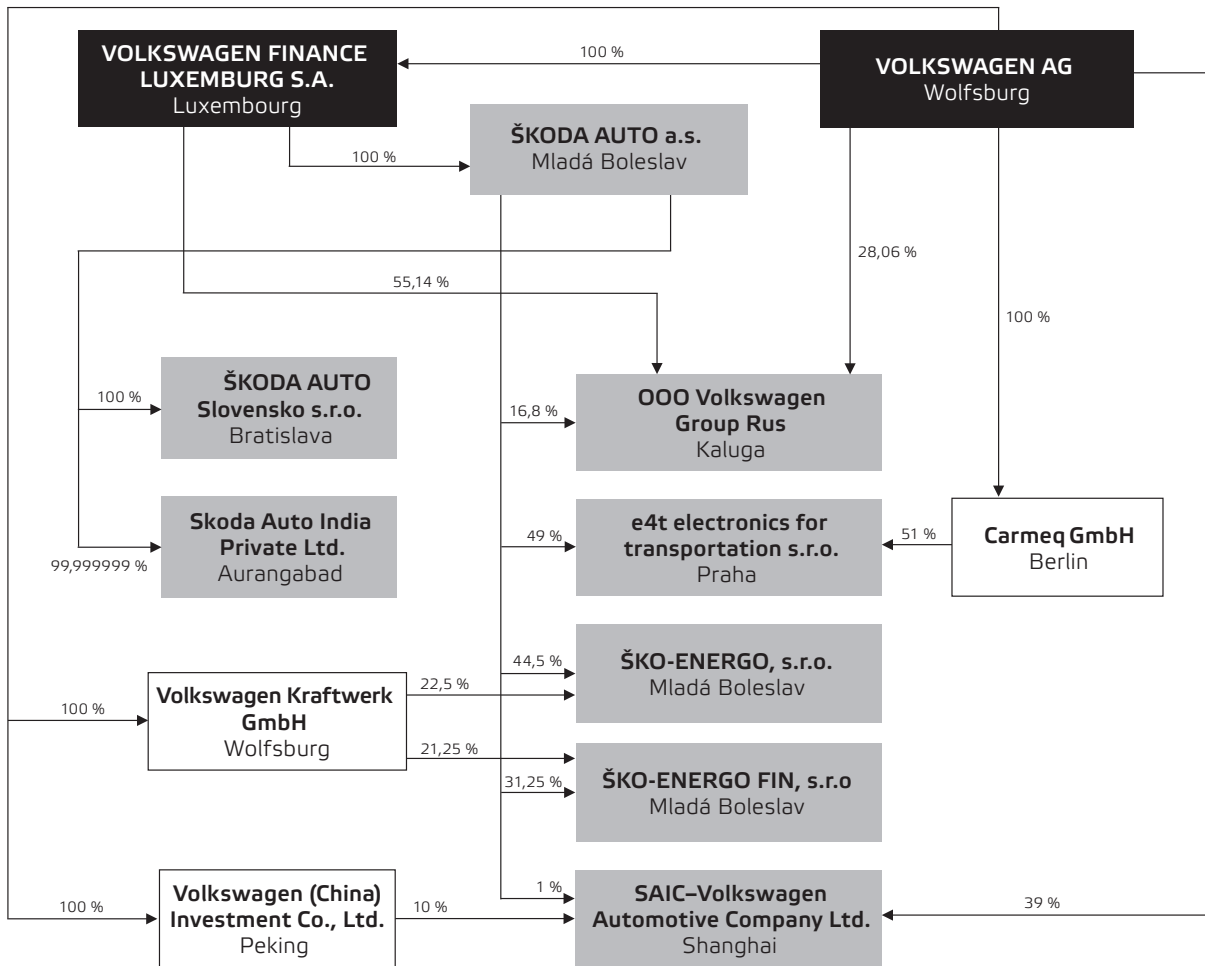 VOLKSWAGEN FINANCE
LUXEMBURG S.A.
Luxembourg
100 %
VOLKSWAGEN AG
Wolfsburg
100 %
ŠKODA AUTO a.s.
Mladá Boleslav
55,14 %
28,06 %
100 %
100 %
ŠKODA AUTO
Slovensko s.r.o.
Bratislava
16,8 %
OOO Volkswagen
Group Rus
Kaluga
99,999999 %
Skoda Auto India
Private Ltd.
Aurangabad
49 %
e4t electronics for
transportation s.r.o.
Praha
51 %
Carmeq GmbH
Berlin
44,5 %
ŠKO-ENERGO, s.r.o.
Mladá Boleslav
100 %
Volkswagen Kraftwerk
GmbH
Wolfsburg
22,5 %
21,25 %
31,25 %
ŠKO-ENERGO FIN, s.r.o
Mladá Boleslav
100 %
Volkswagen (China)
Investment Co., Ltd.
Peking
10 %
1 %
SAIC–Volkswagen
Automotive Company Ltd.
Shanghai
39 %